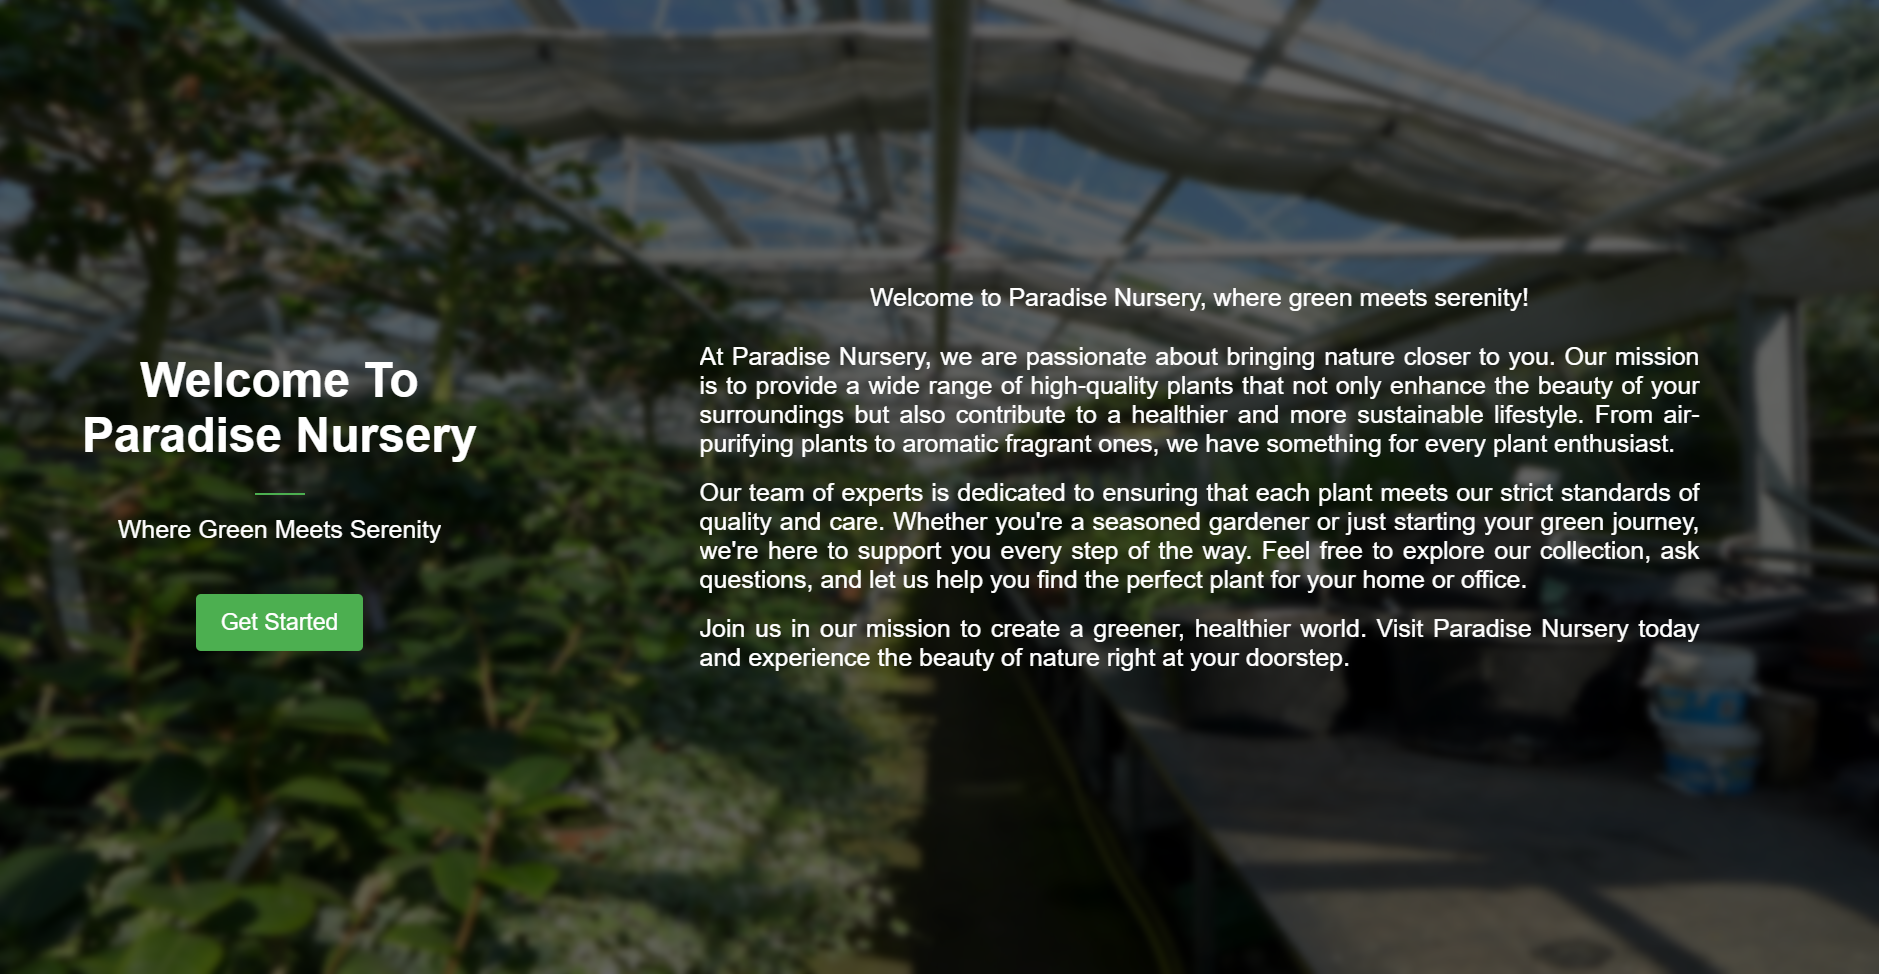 Welcome To
Paradise Nursery
Where Green Meets Serenity
Get Started
Welcome to Paradise Nursery, where green meets serenity!
At Paradise Nursery, we are passionate about bringing nature closer to you. Our mission
is to provide a wide range of high-quality plants that not only enhance the beauty of your
surroundings but also contribute to a healthier and more sustainable lifestyle. From air-
purifying plants to aromatic fragrant ones, we have something for every plant enthusiast.
Our team of experts is dedicated to ensuring that each plant meets our strict standards of
quality and care. Whether you're a seasoned gardener or just starting your green journey,
we're here to support you every step of the way. Feel free to explore our collection, ask
questions, and let us help you find the perfect plant for your home or office.
Join us in our mission to create a greener, healthier world. Visit Paradise Nursery today
and experience the beauty of nature right at your doorstep.